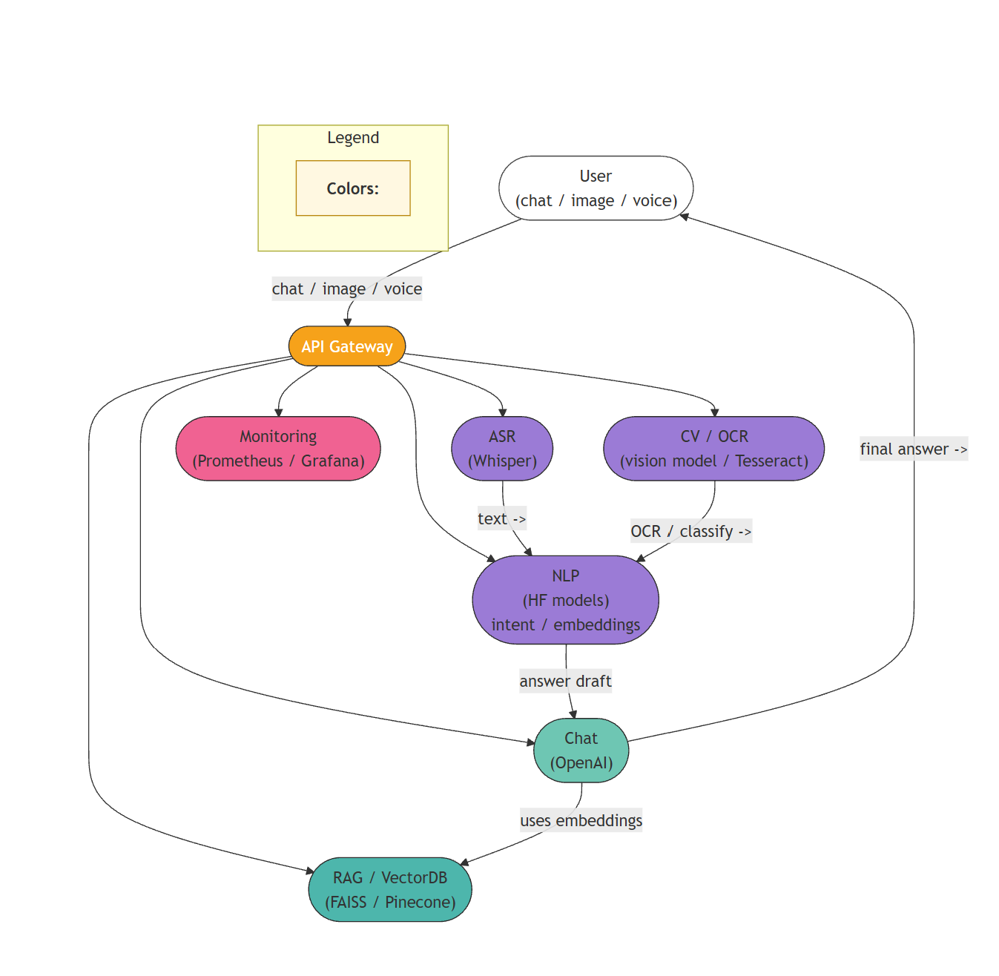 Legend
Colors:
User
(chat / image / voice)
chat / image / voice
API Gateway
Monitoring
(Prometheus / Grafana)
ASR
(Whisper)
CV / OCR
(vision model / Tesseract)
final answer ->
text ->
OCR / classify ->
NLP
(HF models)
intent / embeddings
answer draft
Chat
(OpenAI)
uses embeddings
RAG / VectorDB
(FAISS / Pinecone)